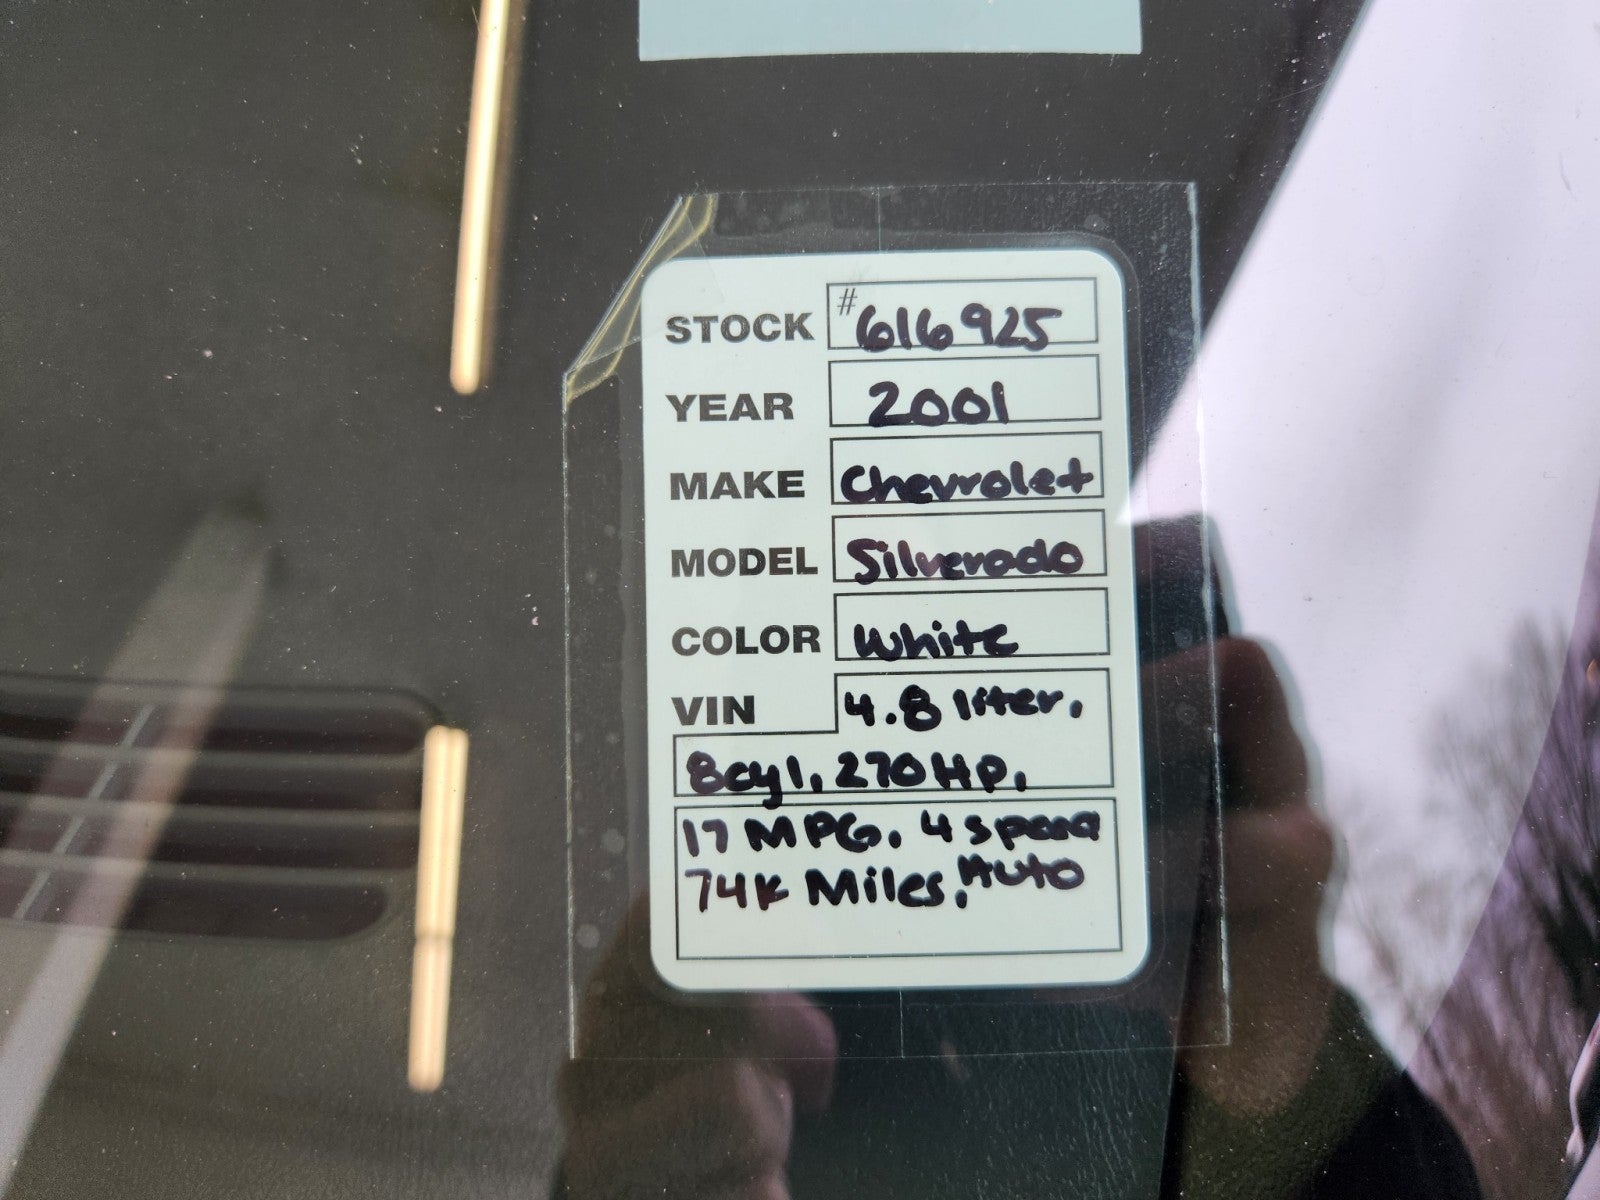 STOCK #616925
YEAR 2001
MAKE Chevrolet
MODEL Silverado
COLOR White
VIN 4.8 liter,
8cyl, 270 HP,
17 MPG, 4 speed
74K Miles, Auto